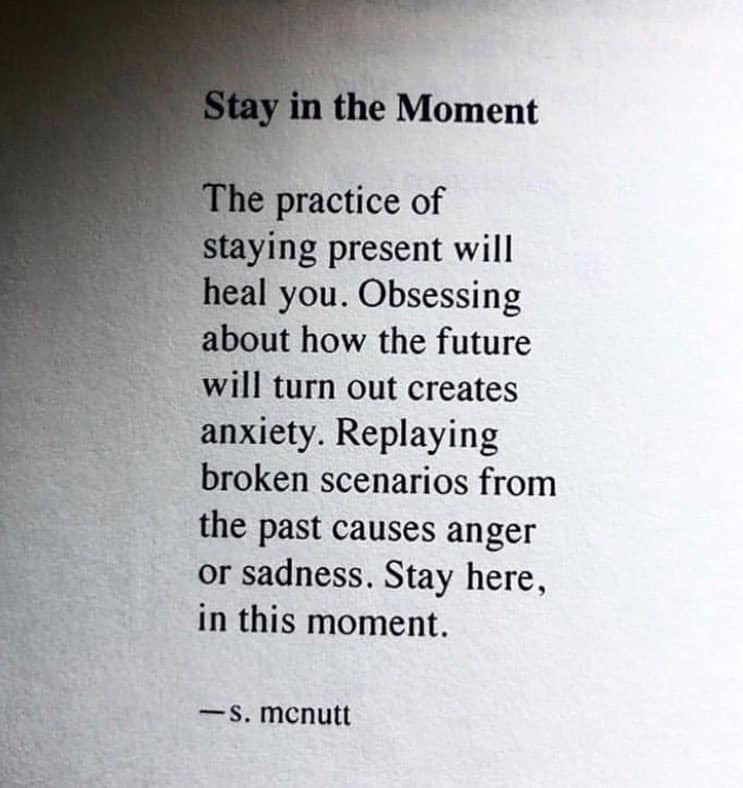 Stay in the Moment
The practice of
staying present will
heal you. Obsessing
about how the future
will turn out creates
anxiety. Replaying
broken scenarios from
the past causes anger
or sadness. Stay here,
in this moment.
—s. mcnutt